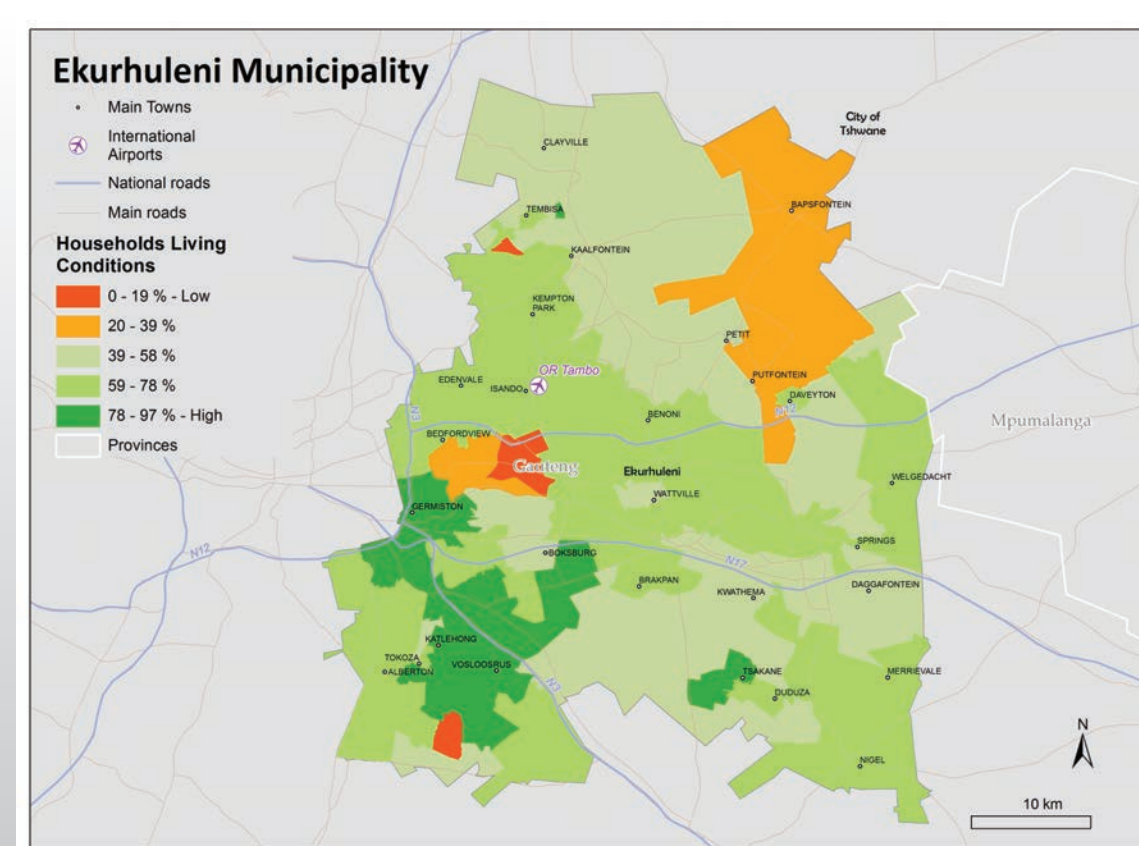 Ekurhuleni Municipality
Main Towns
International
Airports
National roads
Main roads
Households Living
Conditions
0 - 19 % - Low
20 - 39 %
39 - 58 %
59 - 78 %
78 - 97 % - High
Provinces
City of
Tshwane
CLAYVILLE
TEMBISA
BAPSFONTEIN
KAALFONTEIN
KEMPTON
PARK
PETIT
OR Tambo
EDENVALE
ISANDO
PUTFONTEIN
DAVEYTON
N3
N12
BENONI
Mpumalanga
BEDFORDVIEW
Gauteng
Ekurhuleni
WELGEDACHT
WATTVILLE
GERMISTON
SPRINGS
N12
BOKSBURG
N17
BRAKPAN
KWATHEMA
DAGGAFONTEIN
KATLEHONG
TOKOZA
ALBERTON
VOSLOOSRUS
TSAKANE
MERRIEVALE
N3
DUDUZA
N
NIGEL
10 km